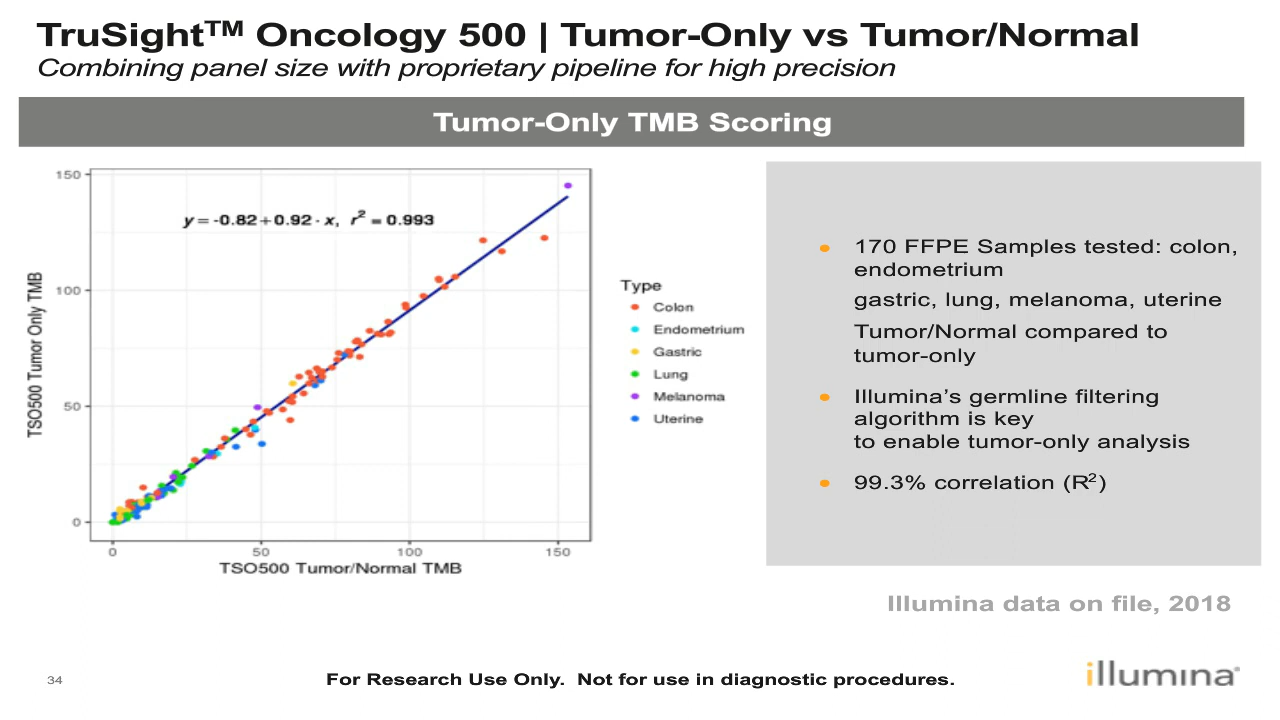 TruSight™ Oncology 500 | Tumor-Only vs Tumor/Normal
Combining panel size with proprietary pipeline for high precision
Tumor-Only TMB Scoring
150
100
50
0
0
50
100
150
y = -0.82 + 0.92 · x, r² = 0.993
TSO500 Tumor Only TMB
TSO500 Tumor/Normal TMB
Type
Colon
Endometrium
Gastric
Lung
Melanoma
Uterine
• 170 FFPE Samples tested: colon,
endometrium
gastric, lung, melanoma, uterine
Tumor/Normal compared to
tumor-only
• Illumina’s germline filtering
algorithm is key
to enable tumor-only analysis
• 99.3% correlation (R²)
Illumina data on file, 2018
34
For Research Use Only. Not for use in diagnostic procedures.
illumina®